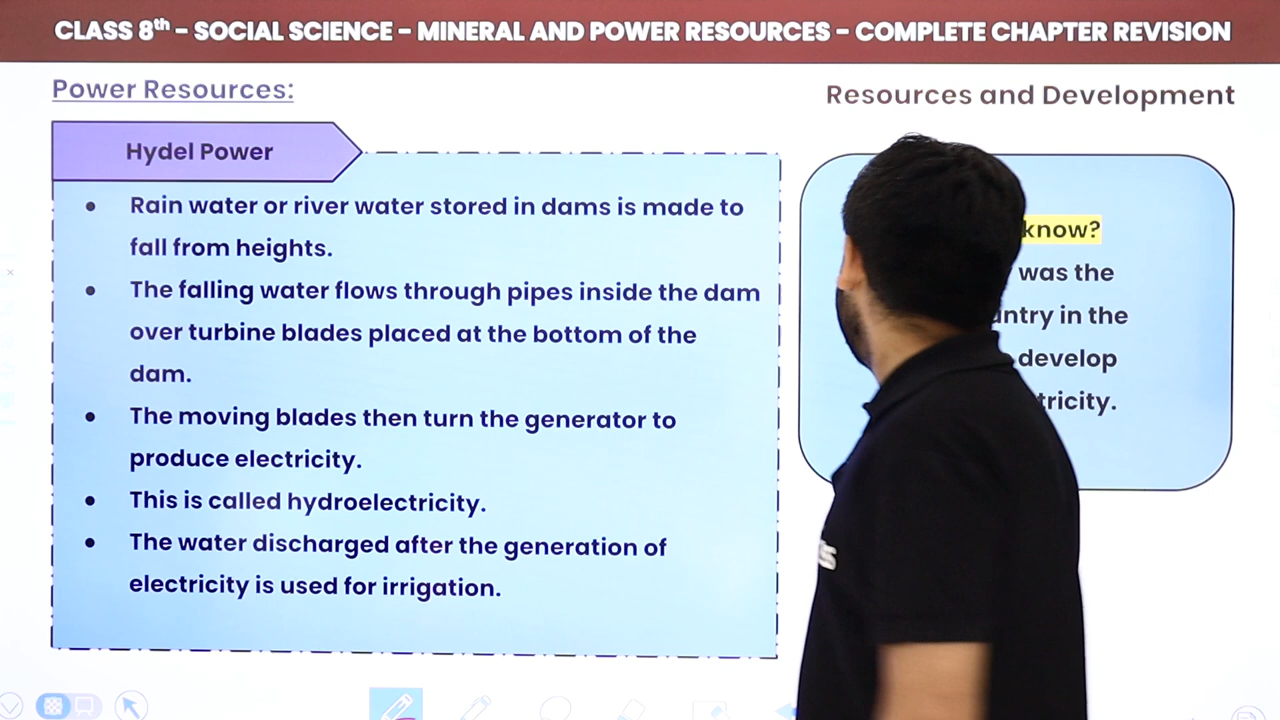 CLASS 8th – SOCIAL SCIENCE – MINERAL AND POWER RESOURCES – COMPLETE CHAPTER REVISION
Power Resources:
Resources and Development
Hydel Power
• Rain water or river water stored in dams is made to
fall from heights.
• The falling water flows through pipes inside the dam
over turbine blades placed at the bottom of the
dam.
• The moving blades then turn the generator to
produce electricity.
• This is called hydroelectricity.
• The water discharged after the generation of
electricity is used for irrigation.
know?
was the
in the
develop